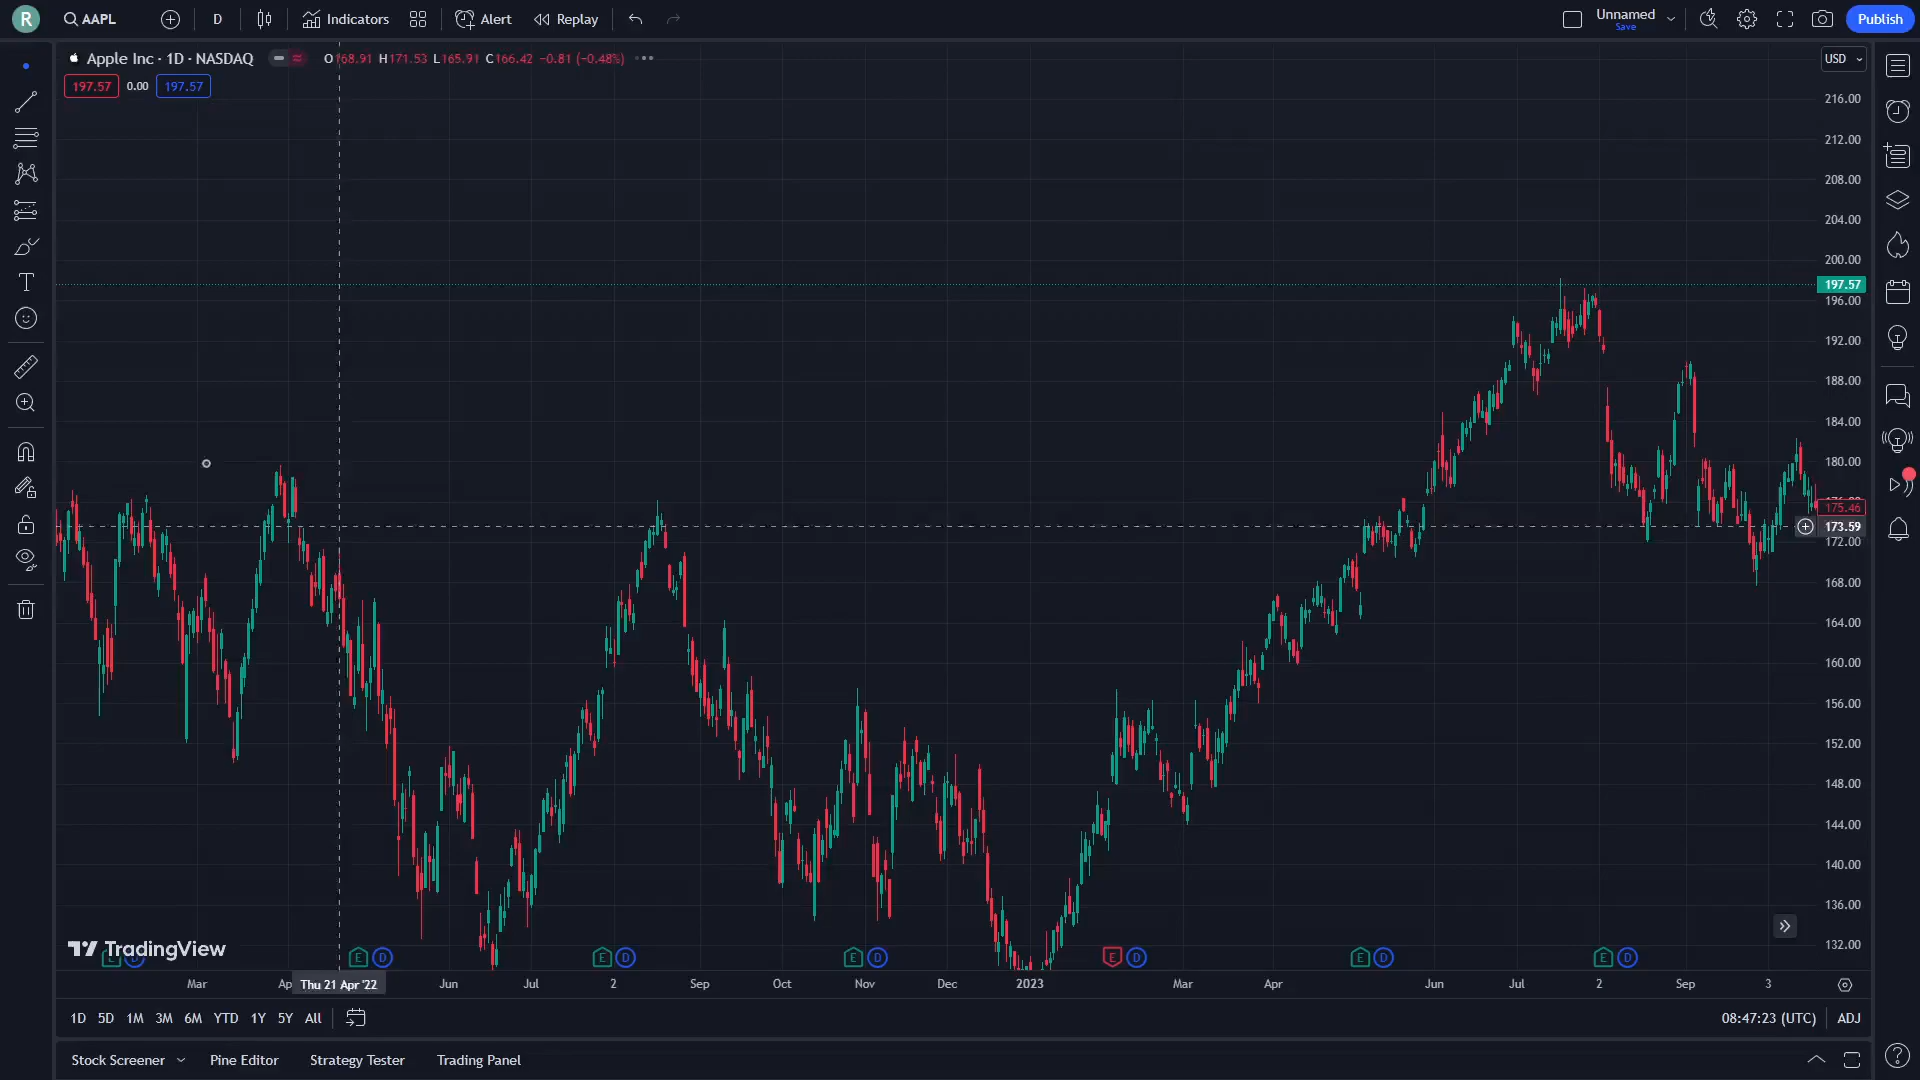 R
AAPL
D
Indicators
Alert
Replay
Unnamed
Save
Publish
Apple Inc · 1D · NASDAQ
O168.91 H171.53 L165.91 C166.42 −0.81 (−0.48%)
USD
197.57 0.00 197.57
216.00
212.00
208.00
204.00
200.00
197.57
196.00
192.00
188.00
184.00
180.00
175.46
173.59
172.00
168.00
164.00
160.00
156.00
152.00
148.00
144.00
140.00
136.00
132.00
TradingView
E D E D E D E D E D E D E D
Mar Thu 21 Apr '22 Jun Jul 2 Sep Oct Nov Dec 2023 Mar Apr Jun Jul 2 Sep 3
1D 5D 1M 3M 6M YTD 1Y 5Y All
08:47:23 (UTC) ADJ
Stock Screener Pine Editor Strategy Tester Trading Panel